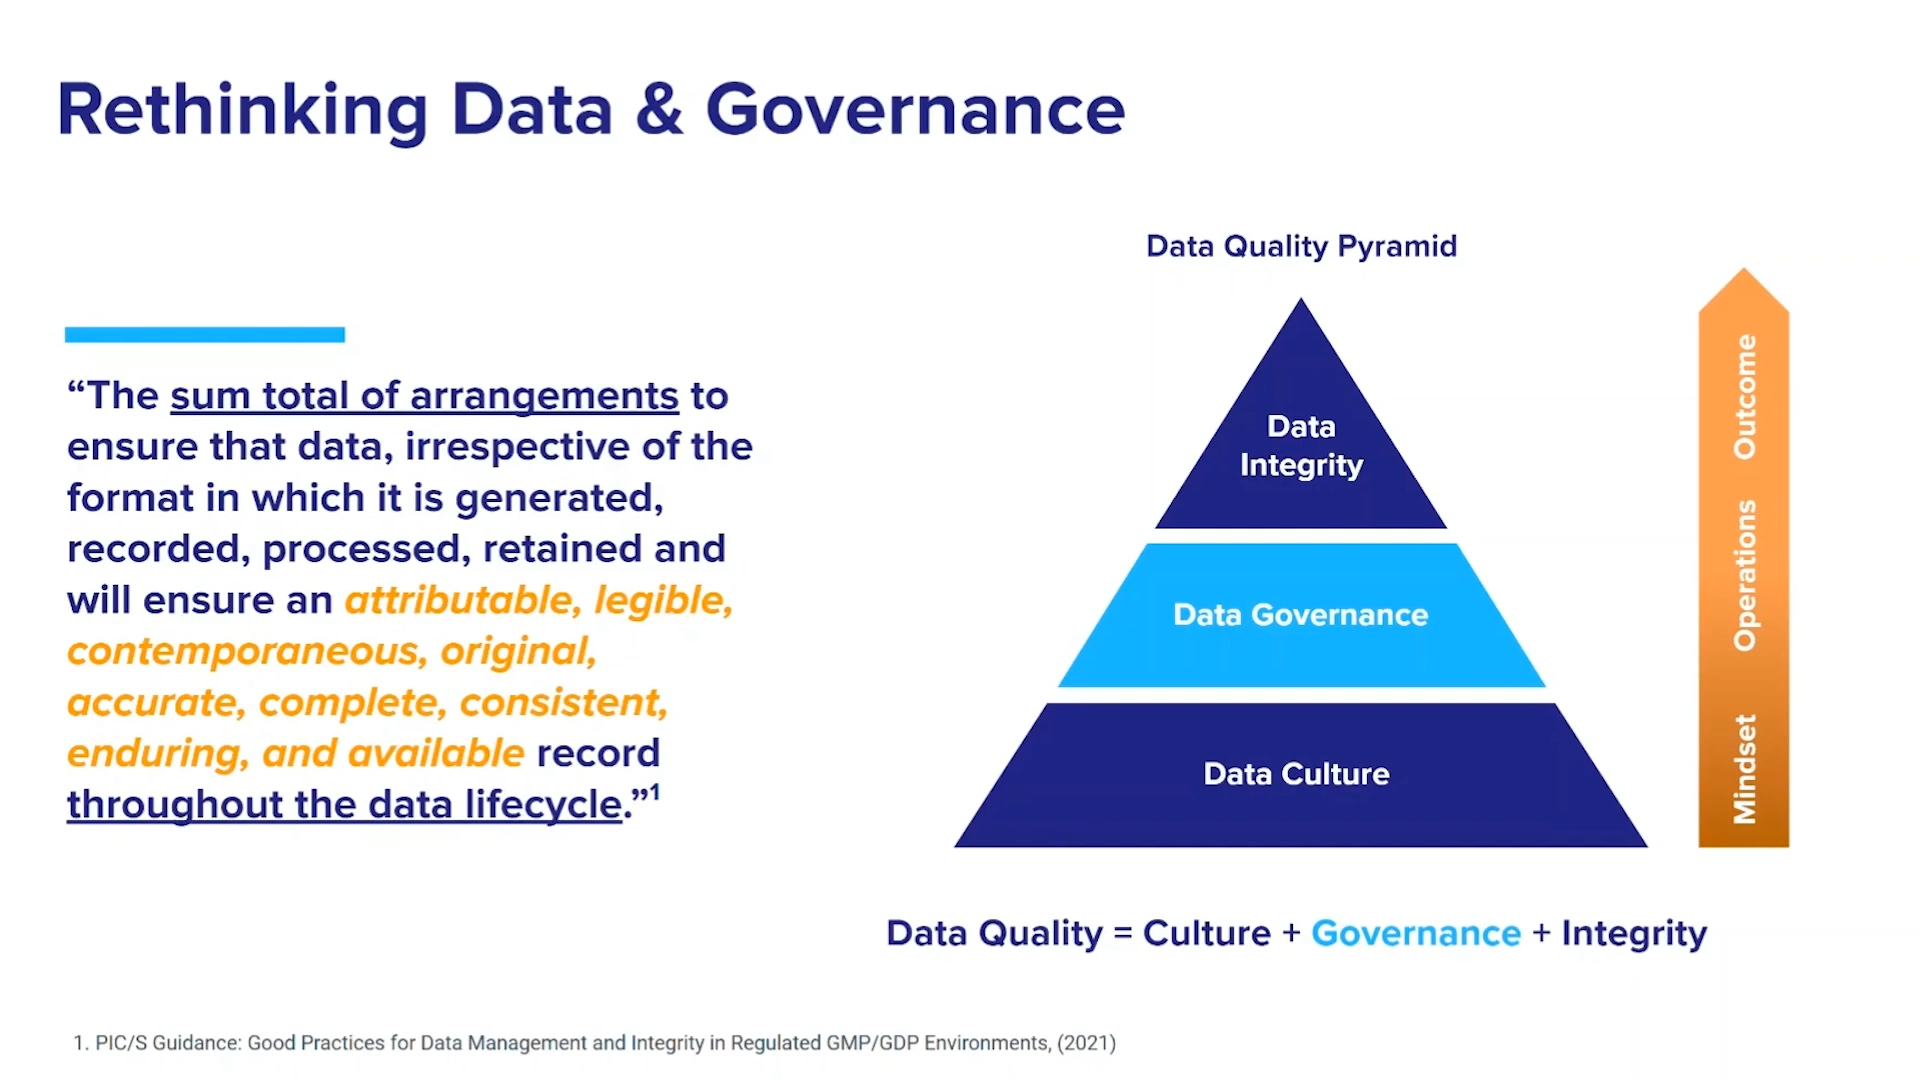 Rethinking Data & Governance
“The sum total of arrangements to
ensure that data, irrespective of the
format in which it is generated,
recorded, processed, retained and
will ensure an attributable, legible,
contemporaneous, original,
accurate, complete, consistent,
enduring, and available record
throughout the data lifecycle.”¹
Data Quality Pyramid
Data
Integrity
Data Governance
Data Culture
Outcome
Operations
Mindset
Data Quality = Culture + Governance + Integrity
1. PIC/S Guidance: Good Practices for Data Management and Integrity in Regulated GMP/GDP Environments, (2021)